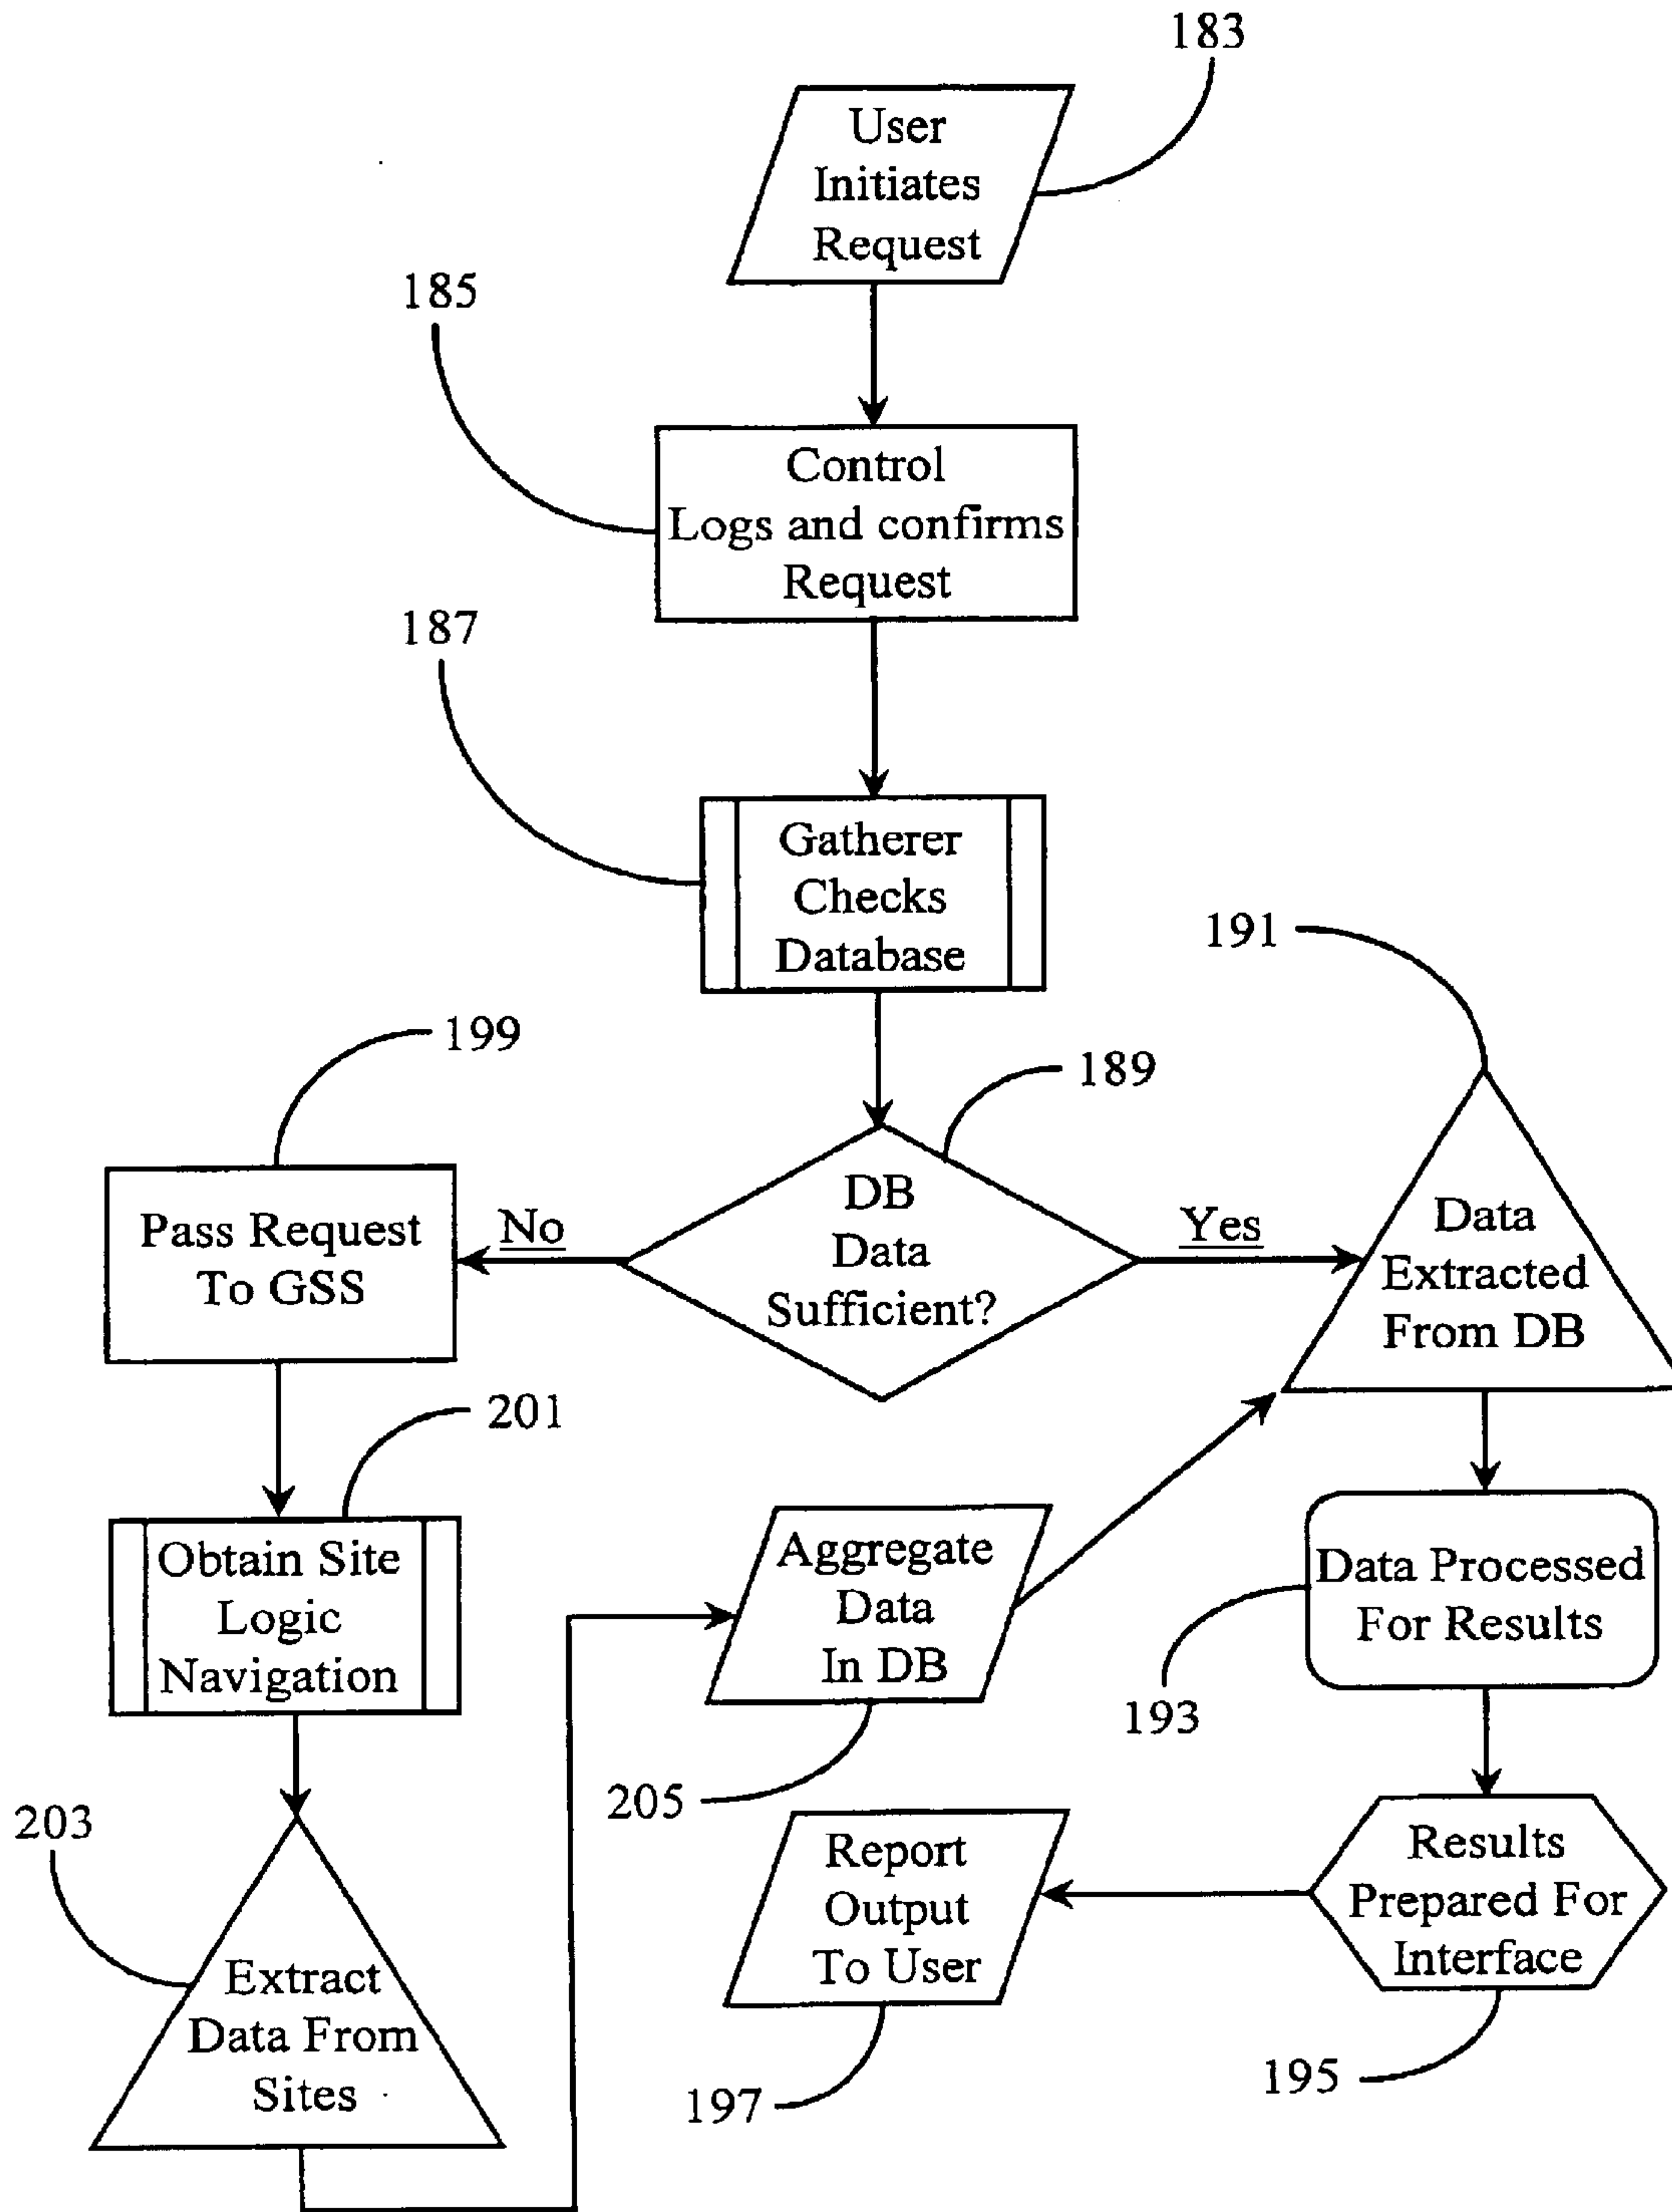 183
User
Initiates
Request
185
Control
Logs and confirms
Request
187
Gatherer
Checks
Database
191
199
189
Pass Request
To GSS
No
DB
Data
Sufficient?
Yes
Data
Extracted
From DB
201
Obtain Site
Logic
Navigation
Aggregate
Data
In DB
Data Processed
For Results
193
205
203
Extract
Data From
Sites
Report
Output
To User
Results
Prepared For
Interface
197
195